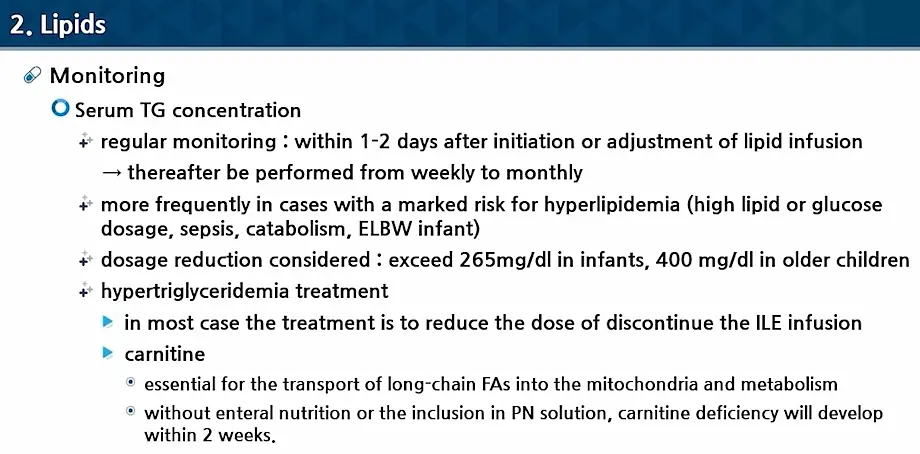 2. Lipids
Monitoring
Serum TG concentration
regular monitoring : within 1-2 days after initiation or adjustment of lipid infusion
→ thereafter be performed from weekly to monthly
more frequently in cases with a marked risk for hyperlipidemia (high lipid or glucose
dosage, sepsis, catabolism, ELBW infant)
dosage reduction considered : exceed 265mg/dl in infants, 400 mg/dl in older children
hypertriglyceridemia treatment
in most case the treatment is to reduce the dose of discontinue the ILE infusion
carnitine
essential for the transport of long-chain FAs into the mitochondria and metabolism
without enteral nutrition or the inclusion in PN solution, carnitine deficiency will develop
within 2 weeks.